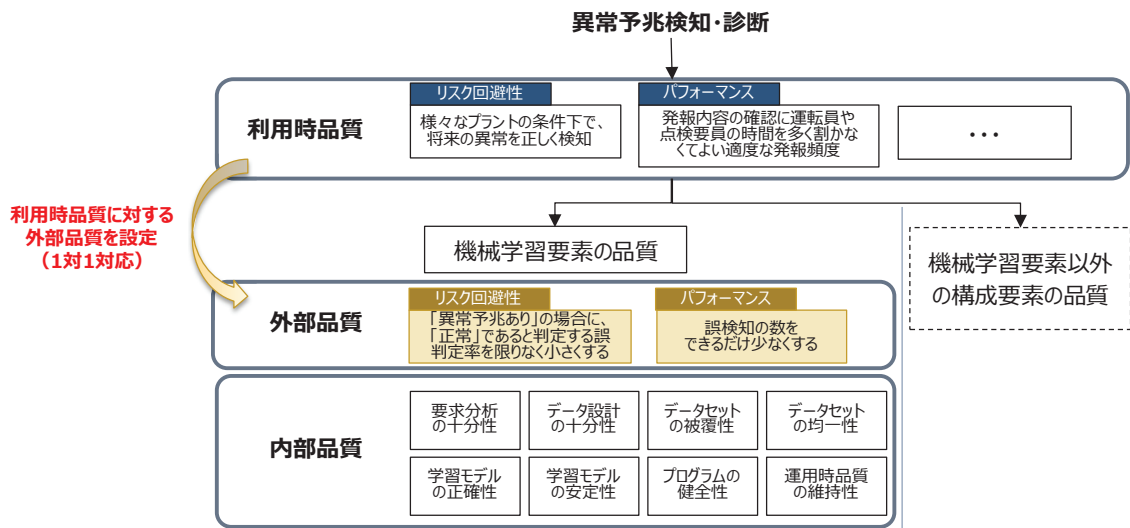 異常予兆検知・診断
利用時品質
リスク回避性
様々なプラントの条件下で、
将来の異常を正しく検知
パフォーマンス
発報内容の確認に運転員や
点検要員の時間を多く割かな
くてよい適度な発報頻度
・・・
利用時品質に対する
外部品質を設定
（1対1対応）
機械学習要素の品質
機械学習要素以外
の構成要素の品質
外部品質
リスク回避性
「異常予兆あり」の場合に、
「正常」であると判定する誤
判定率を限りなく小さくする
パフォーマンス
誤検知の数を
できるだけ少なくする
内部品質
要求分析
の十分性
データ設計
の十分性
データセット
の被覆性
データセット
の均一性
学習モデル
の正確性
学習モデル
の安定性
プログラムの
健全性
運用時品質
の維持性